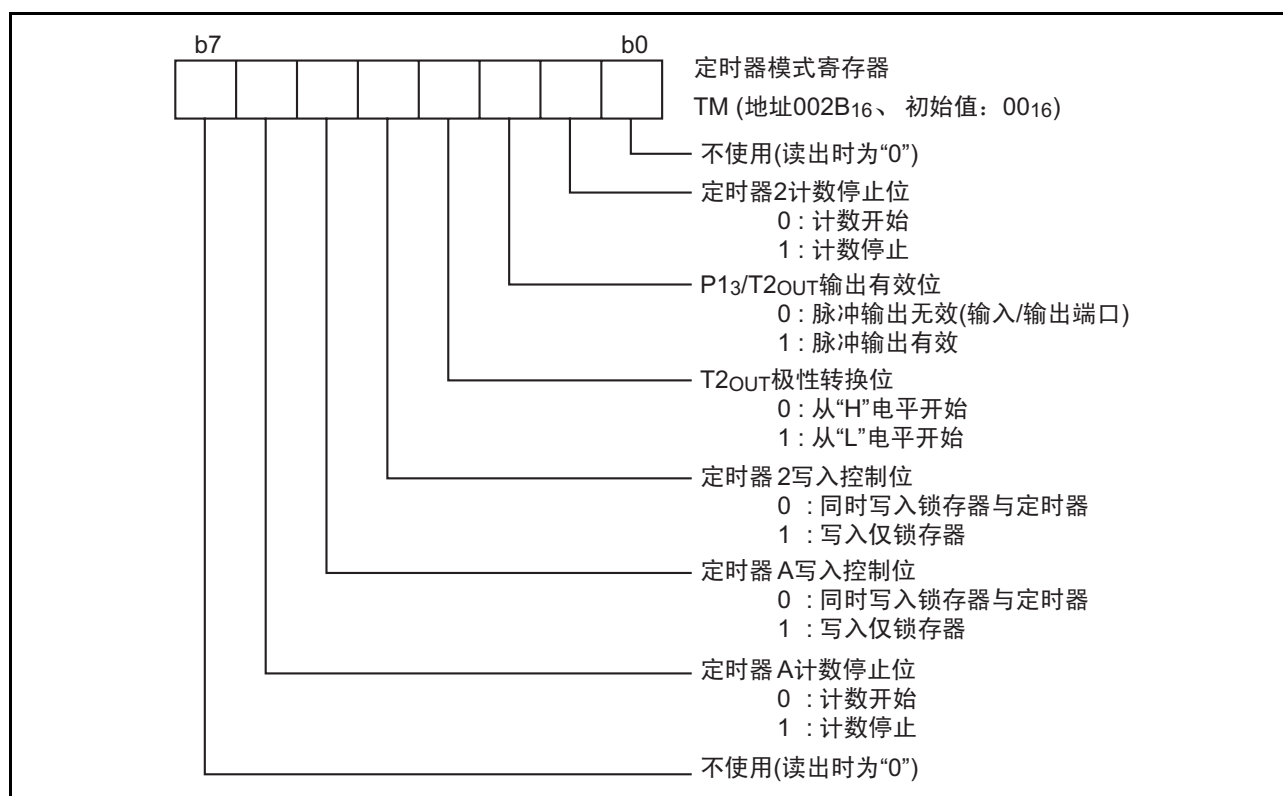 b7 b0
定时器模式寄存器
TM (地址002B16、 初始值：0016)
不使用(读出时为“0”)
定时器2计数停止位
0 : 计数开始
1 : 计数停止
P13/T2OUT输出有效位
0 : 脉冲输出无效(输入/输出端口)
1 : 脉冲输出有效
T2OUT极性转换位
0 : 从“H”电平开始
1 : 从“L”电平开始
定时器2写入控制位
0 : 同时写入锁存器与定时器
1 : 写入仅锁存器
定时器A写入控制位
0 : 同时写入锁存器与定时器
1 : 写入仅锁存器
定时器A计数停止位
0 : 计数开始
1 : 计数停止
不使用(读出时为“0”)